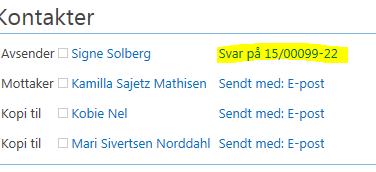 Kontakter
Avsender Signe Solberg Svar på 15/00099-22
Mottaker Kamilla Sajetz Mathisen Sendt med: E-post
Kopi til Kobie Nel Sendt med: E-post
Kopi til Mari Sivertsen Norddahl Sendt med: E-post